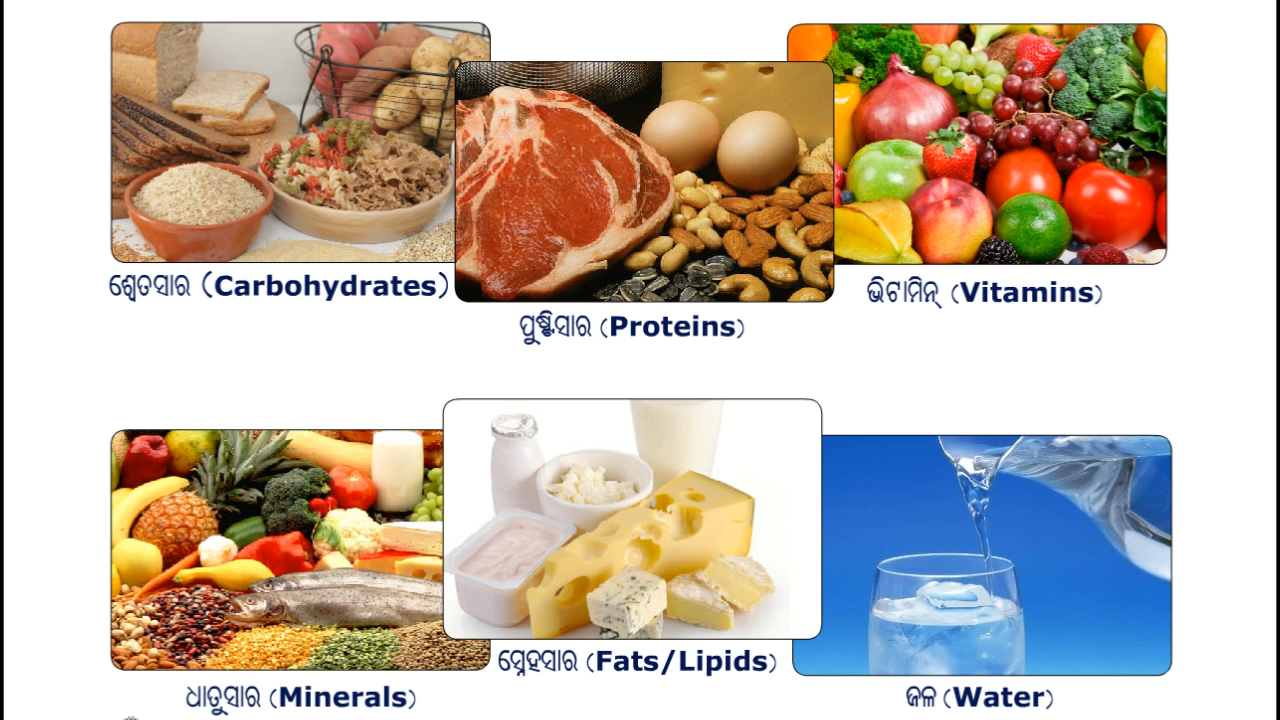 ଶ୍ଵେତସାର (Carbohydrates)
ପୁଷ୍ଟିସାର (Proteins)
ଭିଟାମିନ୍ (Vitamins)
ଧାତୁସାର (Minerals)
ସ୍ନେହସାର (Fats/Lipids)
ଜଳ (Water)